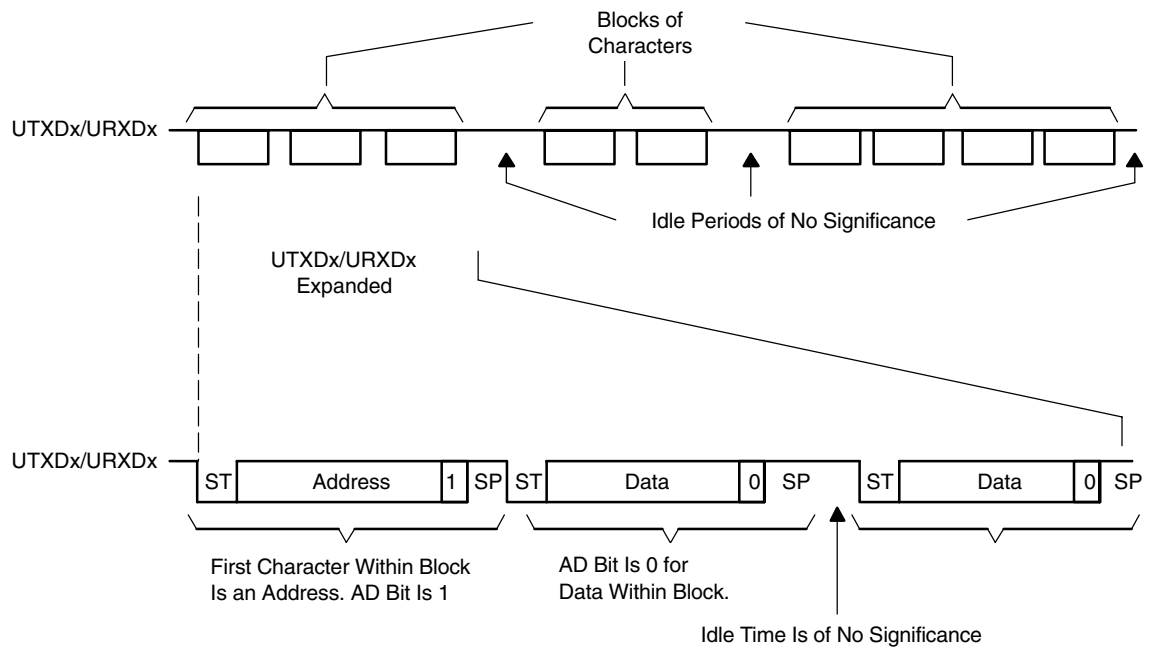 Blocks of
Characters
UTXDx/URXDx
Idle Periods of No Significance
UTXDx/URXDx
Expanded
UTXDx/URXDx
ST Address 1 SP ST Data 0 SP ST Data 0 SP
First Character Within Block
Is an Address. AD Bit Is 1
AD Bit Is 0 for
Data Within Block.
Idle Time Is of No Significance